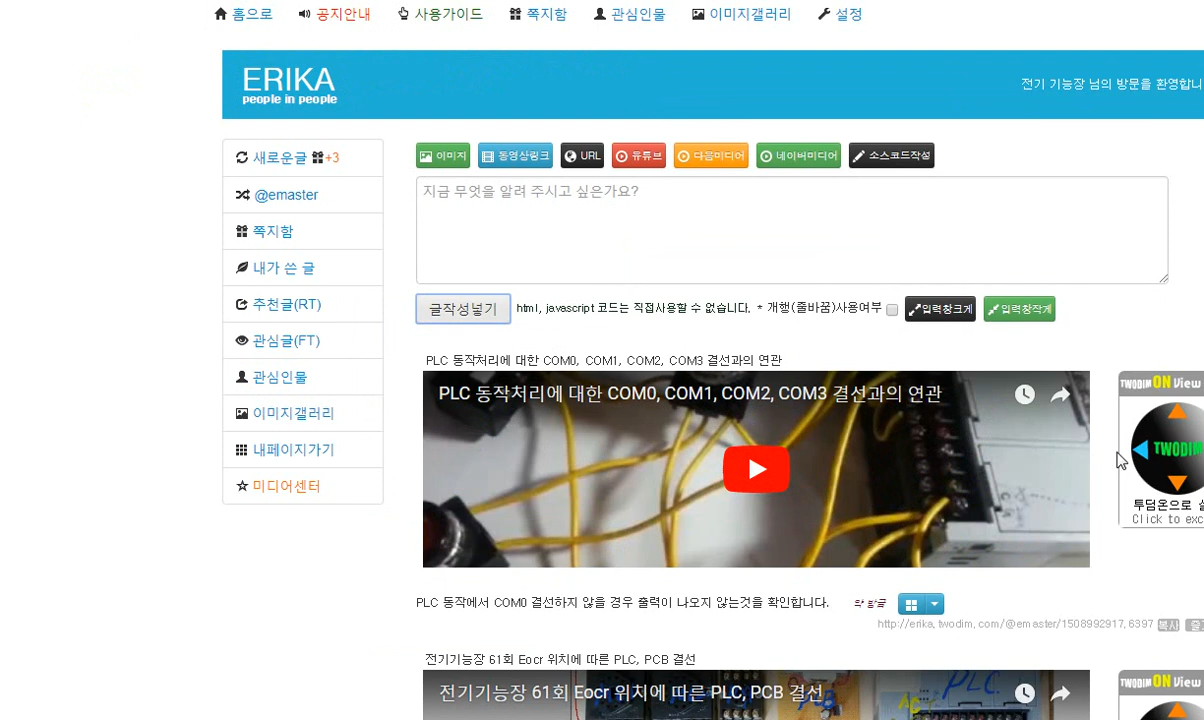 홈으로 공지안내 사용가이드 쪽지함 관심인물 이미지갤러리 설정
ERIKA
people in people
전기 기능장 님의 방문을 환영합니
새로운글 +3
@emaster
쪽지함
내가 쓴 글
추천글(RT)
관심글(FT)
관심인물
이미지갤러리
내페이지가기
미디어센터
이미지 동영상링크 URL 유튜브 다음미디어 네이버미디어 소스코드작성
지금 무엇을 알려 주시고 싶은가요?
글작성넣기 html, javascript 코드는 직접사용할 수 없습니다. * 개행(줄바꿈)사용여부 입력창크게 입력창작게
PLC 동작처리에 대한 COM0, COM1, COM2, COM3 결선과의 연관
PLC 동작처리에 대한 COM0, COM1, COM2, COM3 결선과의 연관
TWODIM ON View
TWODIM
투덤온으로 실
Click to exc
PLC 동작에서 COM0 결선하지 않을 경우 출력이 나오지 않는것을 확인합니다.
http://erika.twodim.com/@emaster/1508992917.6397 복사
전기기능장 61회 Eocr 위치에 따른 PLC, PCB 결선
전기기능장 61회 Eocr 위치에 따른 PLC, PCB 결선
PLC
TWODIM ON View